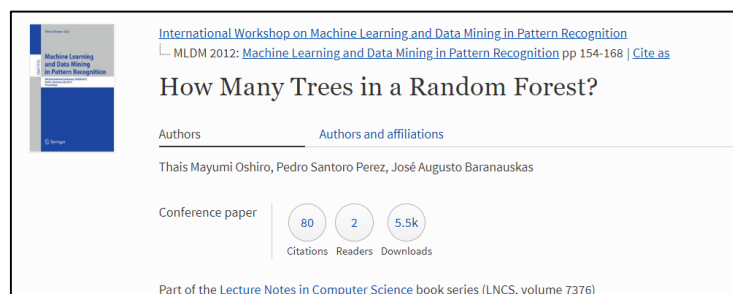 International Workshop on Machine Learning and Data Mining in Pattern Recognition
MLDM 2012: Machine Learning and Data Mining in Pattern Recognition pp 154-168 | Cite as
How Many Trees in a Random Forest?
Authors Authors and affiliations
Thais Mayumi Oshiro, Pedro Santoro Perez, José Augusto Baranauskas
Conference paper
80 2 5.5k
Citations Readers Downloads
Part of the Lecture Notes in Computer Science book series (LNCS, volume 7376)
Machine Learning
and Data Mining
in Pattern Recognition
Springer